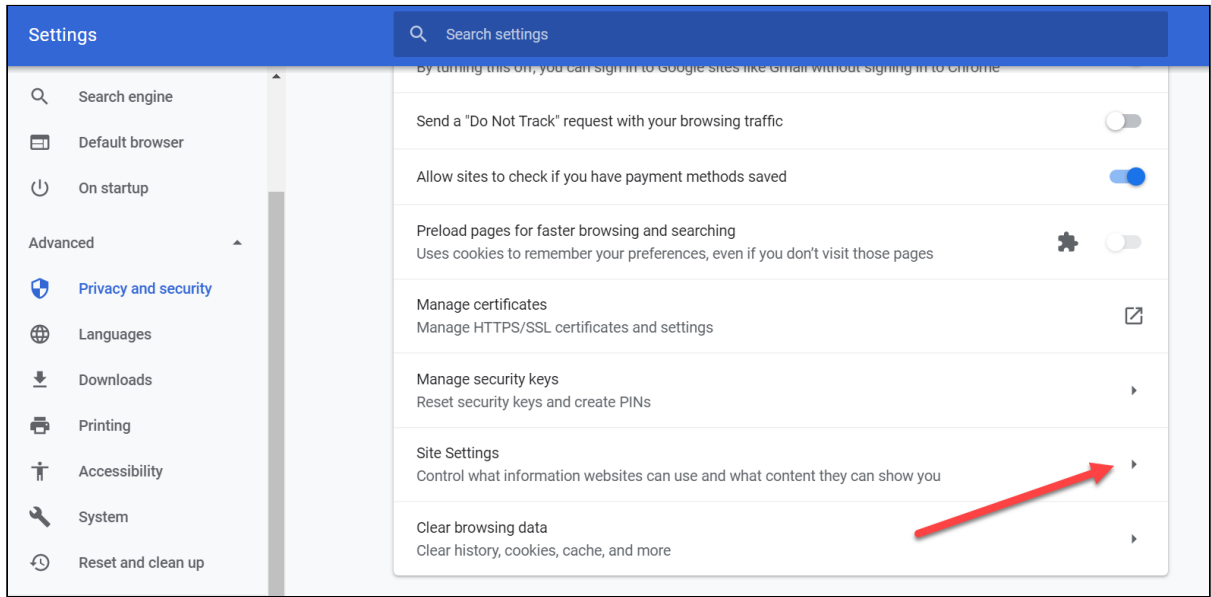 Settings
Search settings
Search engine
Default browser
On startup
Advanced
Privacy and security
Languages
Downloads
Printing
Accessibility
System
Reset and clean up
By turning this off, you can sign in to Google sites like Gmail without signing in to Chrome
Send a "Do Not Track" request with your browsing traffic
Allow sites to check if you have payment methods saved
Preload pages for faster browsing and searching
Uses cookies to remember your preferences, even if you don’t visit those pages
Manage certificates
Manage HTTPS/SSL certificates and settings
Manage security keys
Reset security keys and create PINs
Site Settings
Control what information websites can use and what content they can show you
Clear browsing data
Clear history, cookies, cache, and more